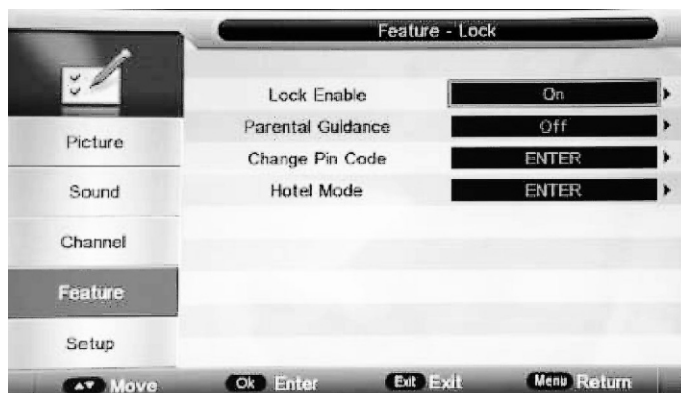 Feature - Lock
Lock Enable On
Parental Guidance Off
Change Pin Code ENTER
Hotel Mode ENTER
Picture
Sound
Channel
Feature
Setup
Move Ok Enter Exit Exit Menu Return